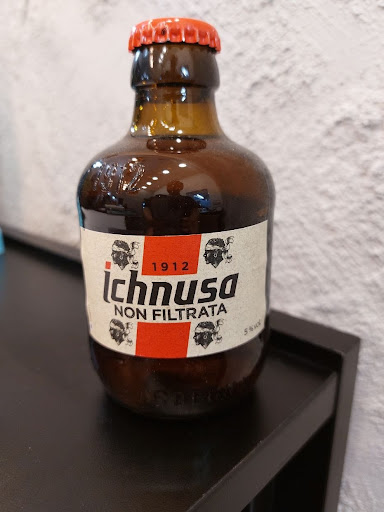 1912
ichnusa
NON FILTRATA